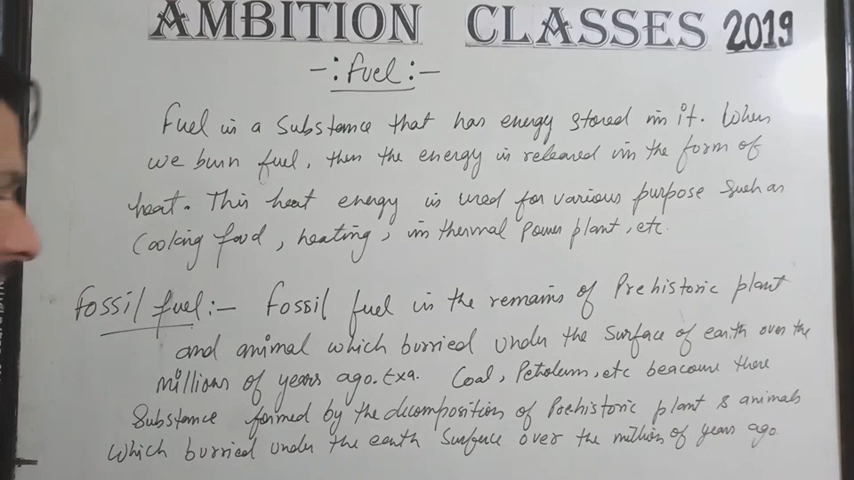 AMBITION CLASSES 2019
-: Fuel :-
Fuel is a substance that has energy stored in it. When
we burn fuel, then the energy is released in the form of
heat. This heat energy is used for various purpose such as
Cooking food, heating, in thermal power plant, etc.
Fossil fuel:- Fossil fuel is the remains of Prehistoric plant
and animal which burried under the surface of earth over the
millions of years ago. Exa. Coal, Petroleum, etc beacouse these
Substance formed by the decomposition of Prehistoric plant & animals
which burried under the earth surface over the million of years ago.